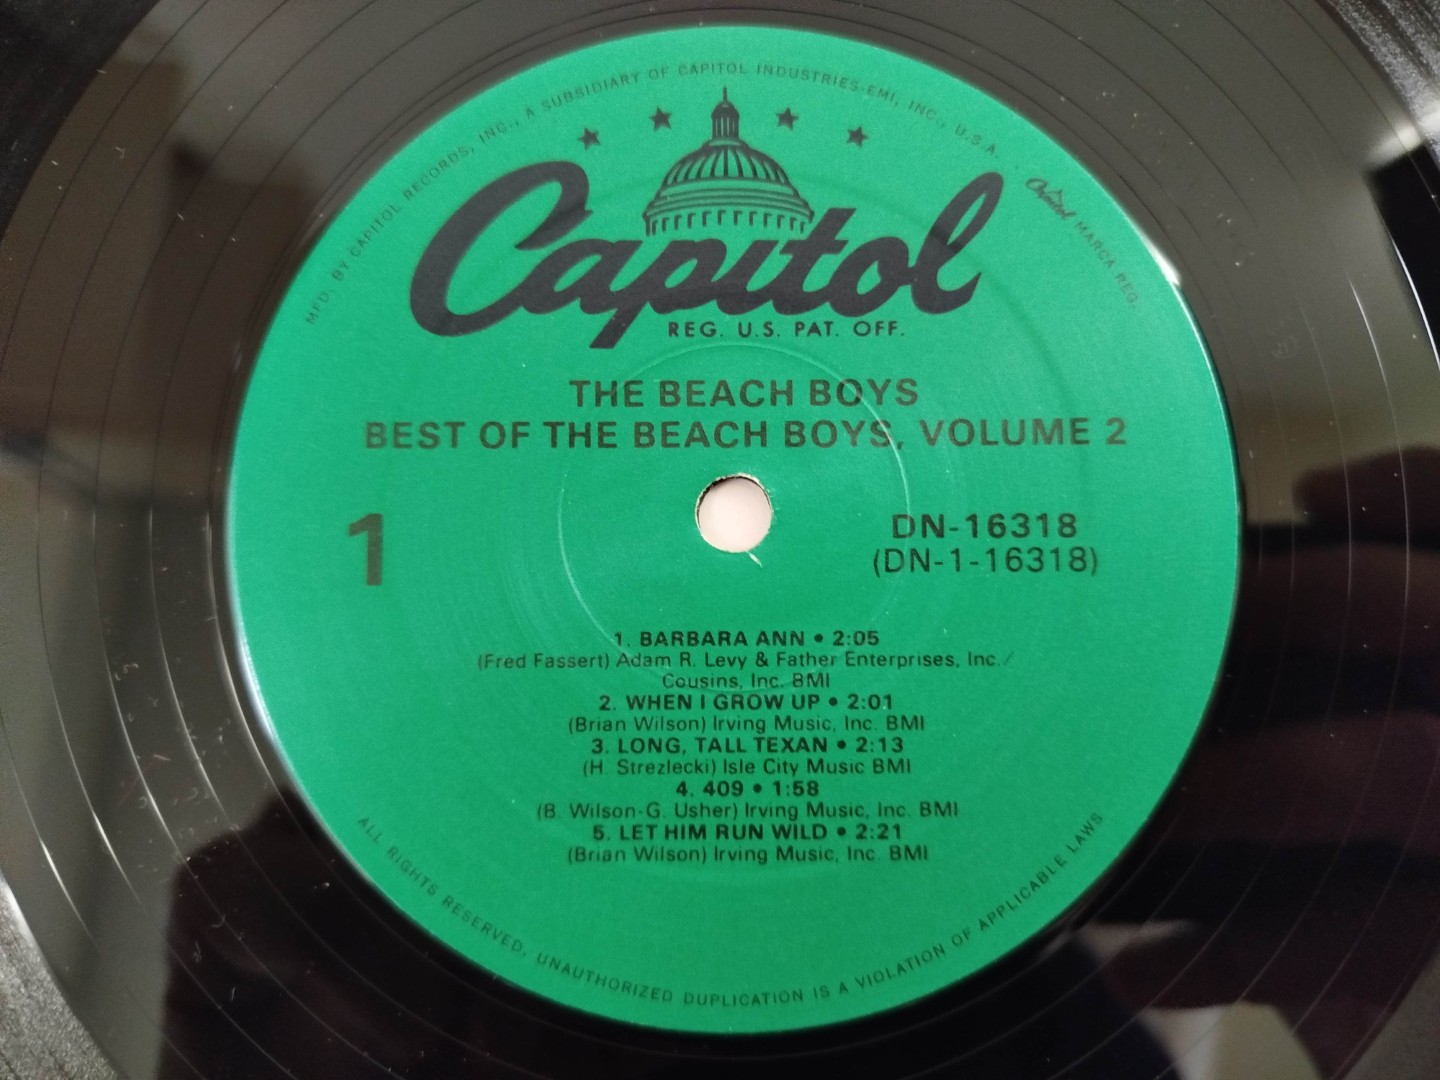 MFD. BY CAPITOL RECORDS, INC., A SUBSIDIARY OF CAPITOL INDUSTRIES-EMI, INC., U.S.A. · Capitol MARCA REG.
Capitol
REG. U.S. PAT. OFF.
THE BEACH BOYS
BEST OF THE BEACH BOYS, VOLUME 2
1
DN-16318
(DN-1-16318)
1. BARBARA ANN • 2:05
(Fred Fassert) Adam R. Levy & Father Enterprises, Inc./
Cousins, Inc. BMI
2. WHEN I GROW UP • 2:01
(Brian Wilson) Irving Music, Inc. BMI
3. LONG, TALL TEXAN • 2:13
(H. Strezlecki) Isle City Music BMI
4. 409 • 1:58
(B. Wilson-G. Usher) Irving Music, Inc. BMI
5. LET HIM RUN WILD • 2:21
(Brian Wilson) Irving Music, Inc. BMI
ALL RIGHTS RESERVED. UNAUTHORIZED DUPLICATION IS A VIOLATION OF APPLICABLE LAWS